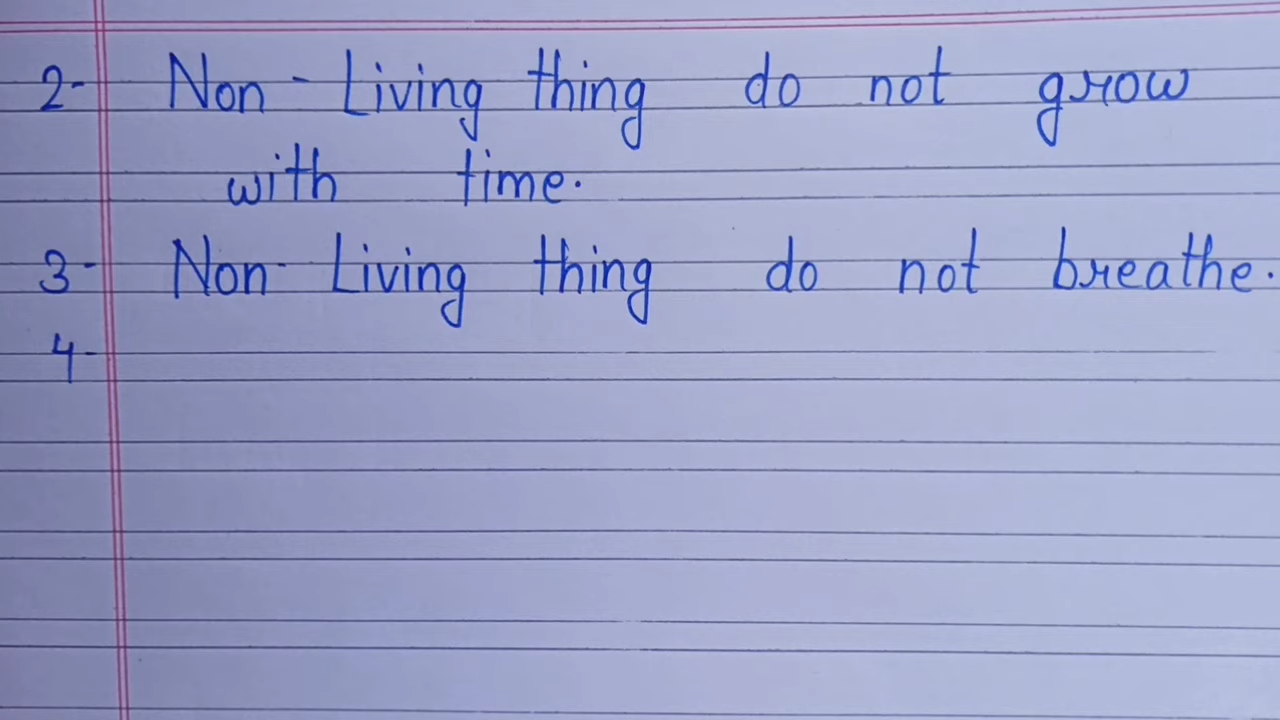 2- Non-Living thing do not grow
with time.
3- Non-Living thing do not breathe.
4-